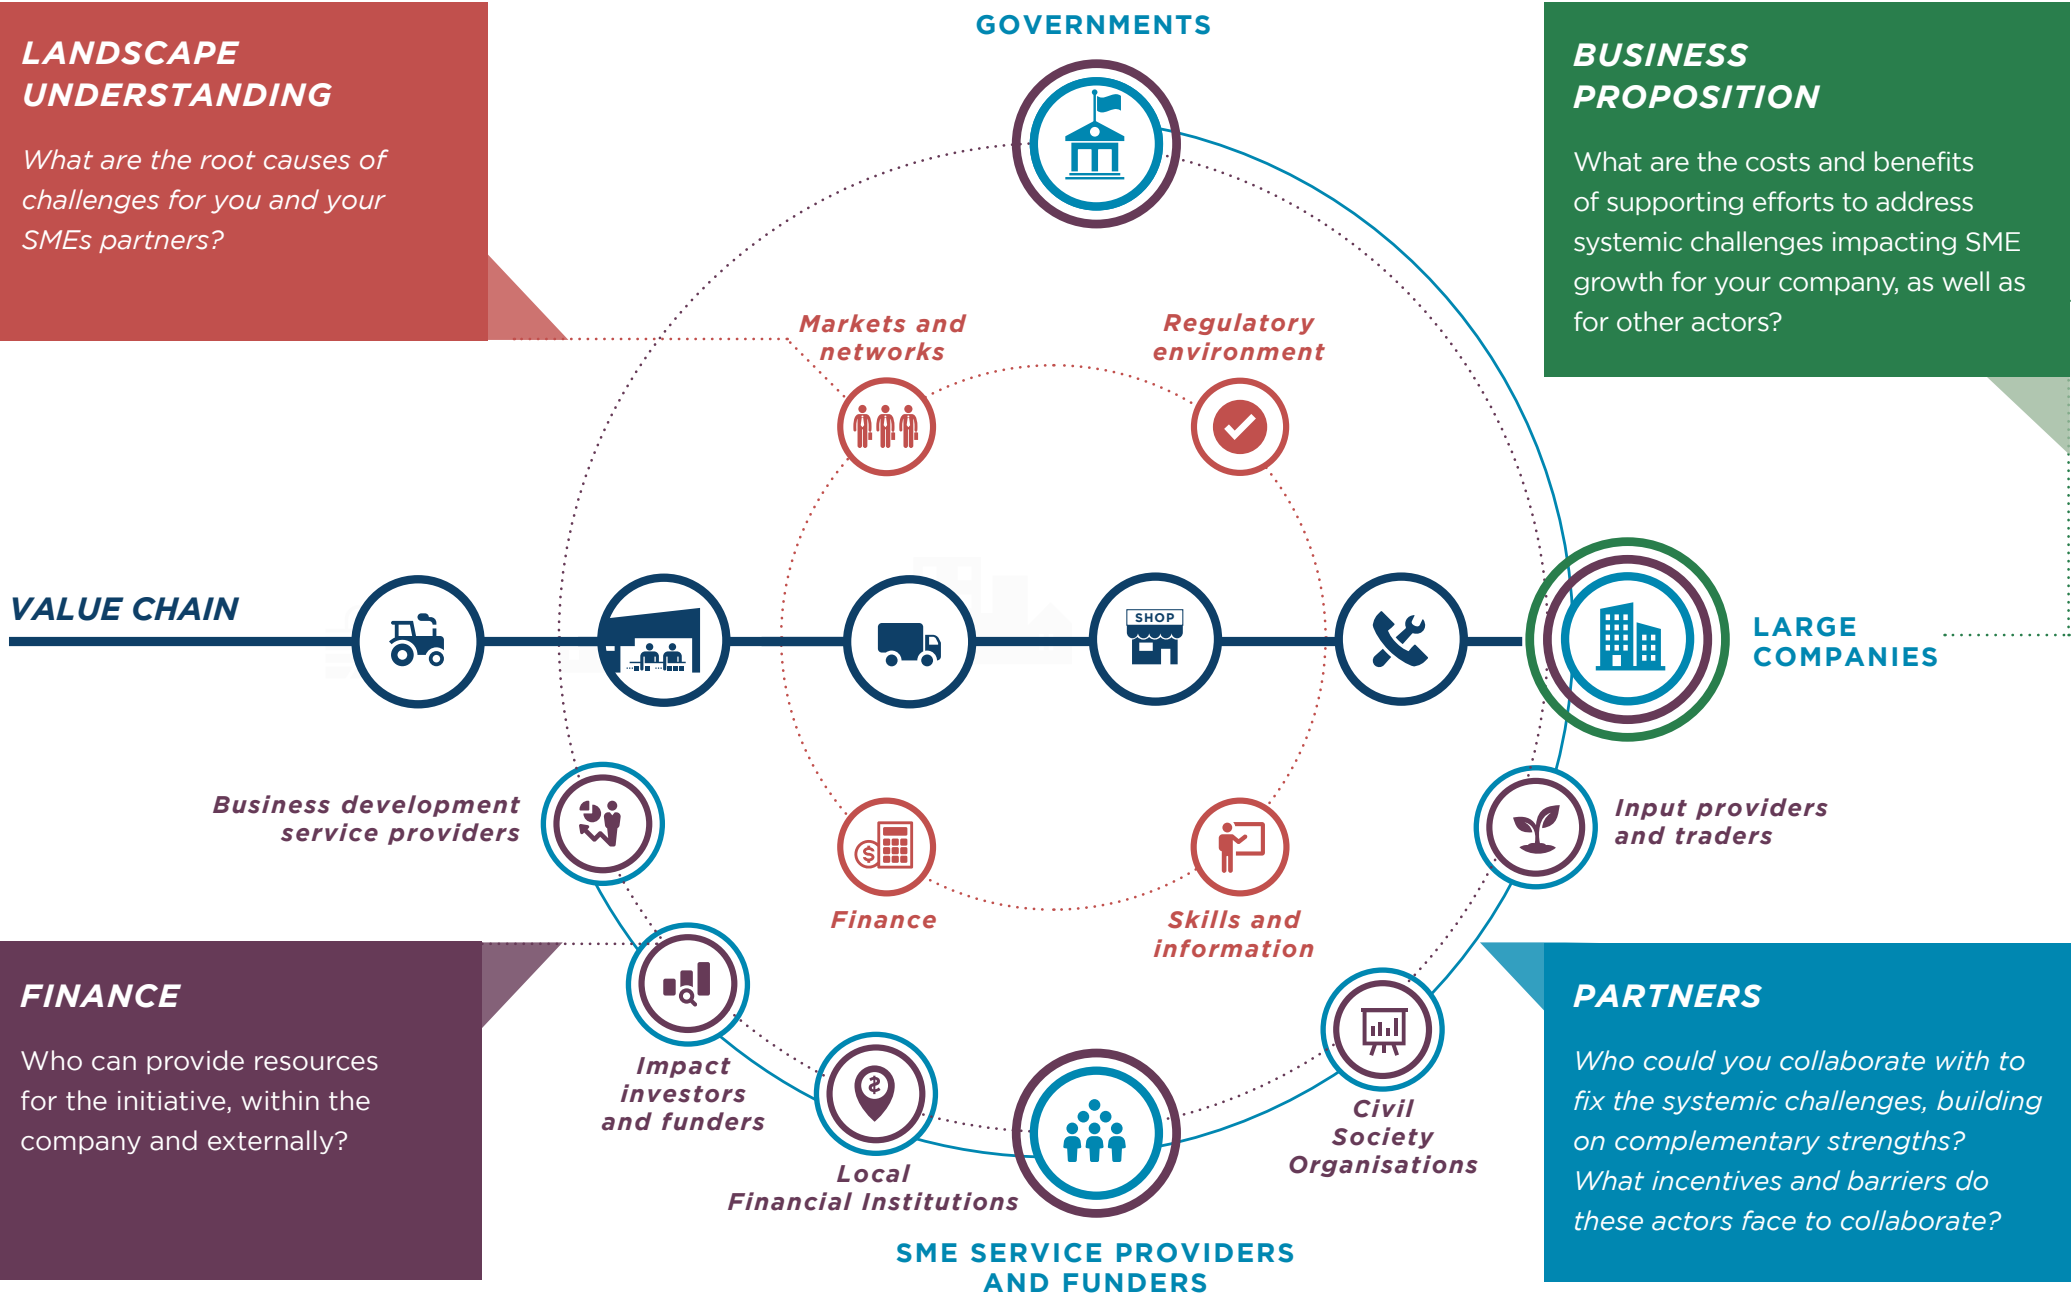 LANDSCAPE
UNDERSTANDING
What are the root causes of
challenges for you and your
SMEs partners?
GOVERNMENTS
BUSINESS
PROPOSITION
What are the costs and benefits
of supporting efforts to address
systemic challenges impacting SME
growth for your company, as well as
for other actors?
Markets and
networks
Regulatory
environment
VALUE CHAIN
SHOP
LARGE
COMPANIES
Business development
service providers
Input providers
and traders
$
Finance
Skills and
information
FINANCE
Who can provide resources
for the initiative, within the
company and externally?
Impact
investors
and funders
$
Local
Financial Institutions
Civil
Society
Organisations
SME SERVICE PROVIDERS
AND FUNDERS
PARTNERS
Who could you collaborate with to
fix the systemic challenges, building
on complementary strengths?
What incentives and barriers do
these actors face to collaborate?